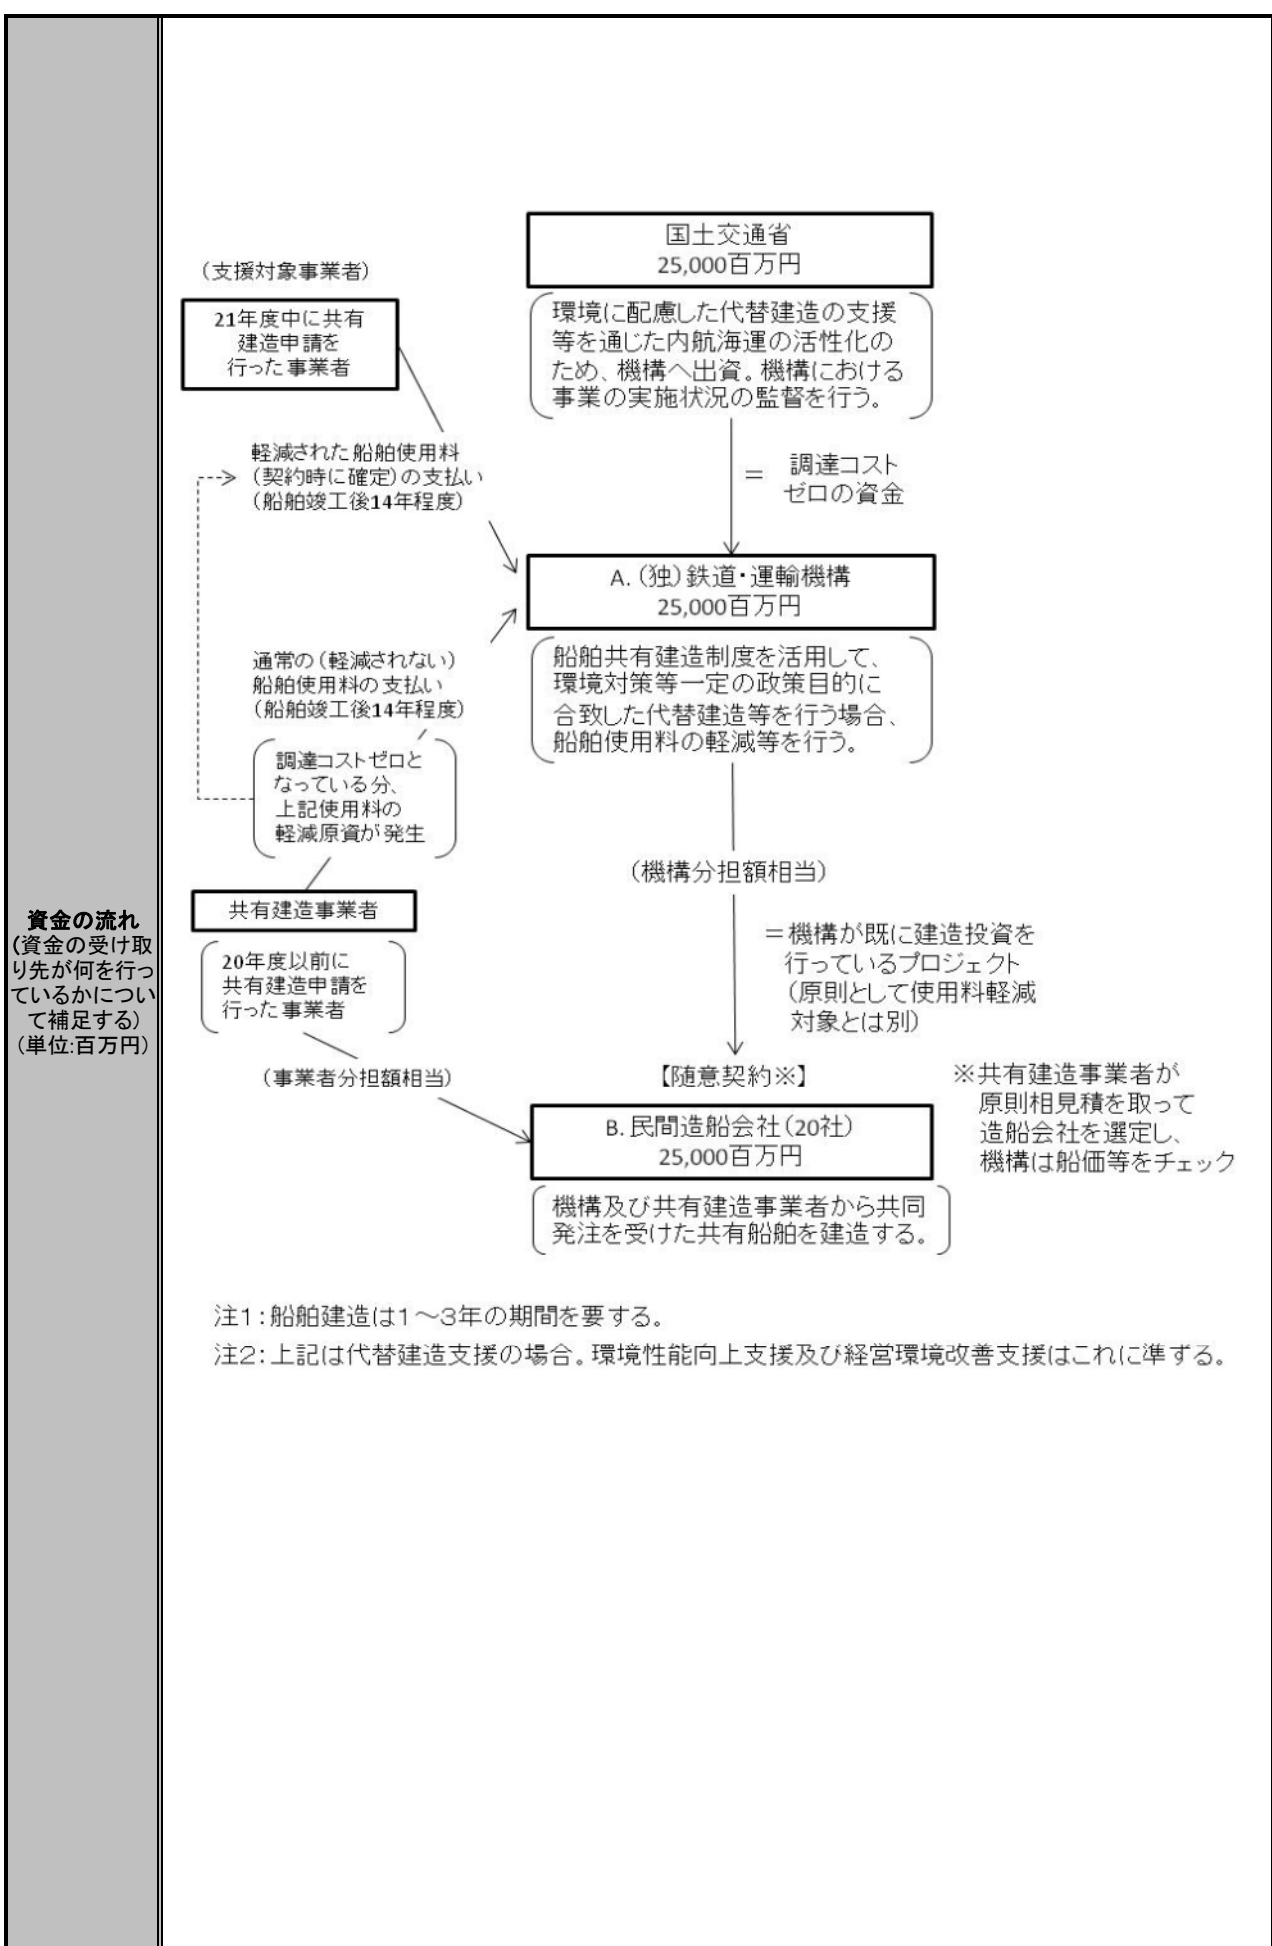 資金の流れ
(資金の受け取
り先が何を行っ
ているかについ
て補足する)
(単位:百万円)
国土交通省
25,000百万円
環境に配慮した代替建造の支援
等を通じた内航海運の活性化の
ため、機構へ出資。機構における
事業の実施状況の監督を行う。
(支援対象事業者)
21年度中に共有
建造申請を
行った事業者
軽減された船舶使用料
(契約時に確定)の支払い
(船舶竣工後14年程度)
= 調達コスト
ゼロの資金
A.(独)鉄道・運輸機構
25,000百万円
船舶共有建造制度を活用して、
環境対策等一定の政策目的に
合致した代替建造等を行う場合、
船舶使用料の軽減等を行う。
通常の(軽減されない)
船舶使用料の支払い
(船舶竣工後14年程度)
調達コストゼロと
なっている分、
上記使用料の
軽減原資が発生
共有建造事業者
20年度以前に
共有建造申請を
行った事業者
(機構分担額相当)
=機構が既に建造投資を
行っているプロジェクト
(原則として使用料軽減
対象とは別)
(事業者分担額相当)
【随意契約※】
※共有建造事業者が
原則相見積を取って
造船会社を選定し、
機構は船価等をチェック
B.民間造船会社(20社)
25,000百万円
機構及び共有建造事業者から共同
発注を受けた共有船舶を建造する。
注1:船舶建造は1~3年の期間を要する。
注2:上記は代替建造支援の場合。環境性能向上支援及び経営環境改善支援はこれに準ずる。